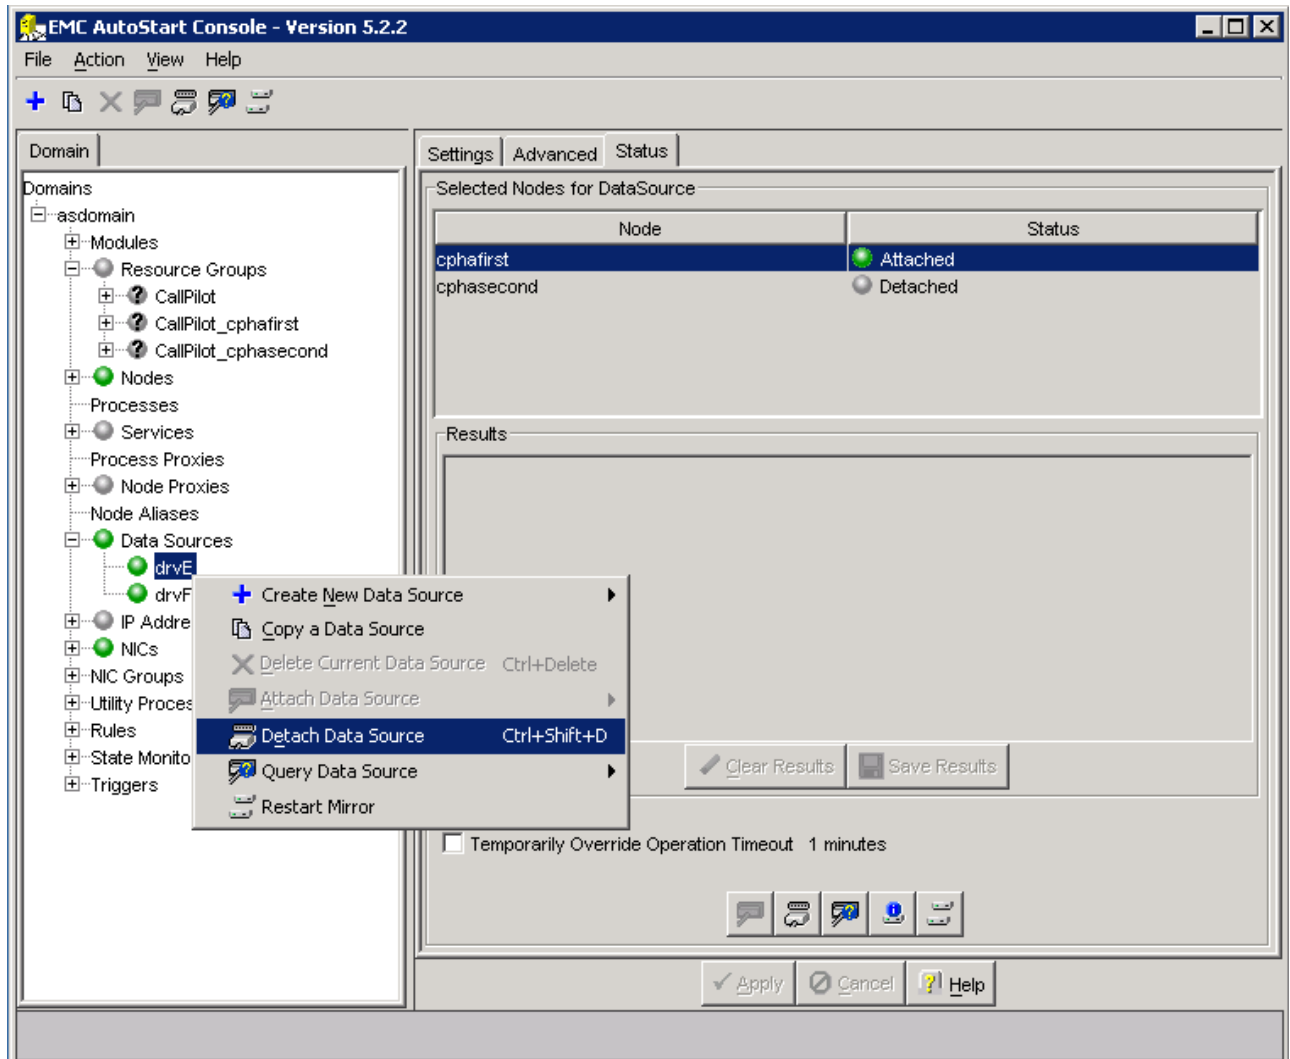 EMC AutoStart Console - Version 5.2.2
File Action View Help
Domain
Domains
asdomain
Modules
Resource Groups
CallPilot
CallPilot_cphafirst
CallPilot_cphasecond
Nodes
Processes
Services
Process Proxies
Node Proxies
Node Aliases
Data Sources
drvE
drvF
IP Addre
NICs
NIC Groups
Utility Proces
Rules
State Monito
Triggers
Create New Data Source
Copy a Data Source
Delete Current Data Source Ctrl+Delete
Attach Data Source
Detach Data Source Ctrl+Shift+D
Query Data Source
Restart Mirror
Settings Advanced Status
Selected Nodes for DataSource
Node Status
cphafirst Attached
cphasecond Detached
Results
Clear Results Save Results
Temporarily Override Operation Timeout 1 minutes
Apply Cancel Help